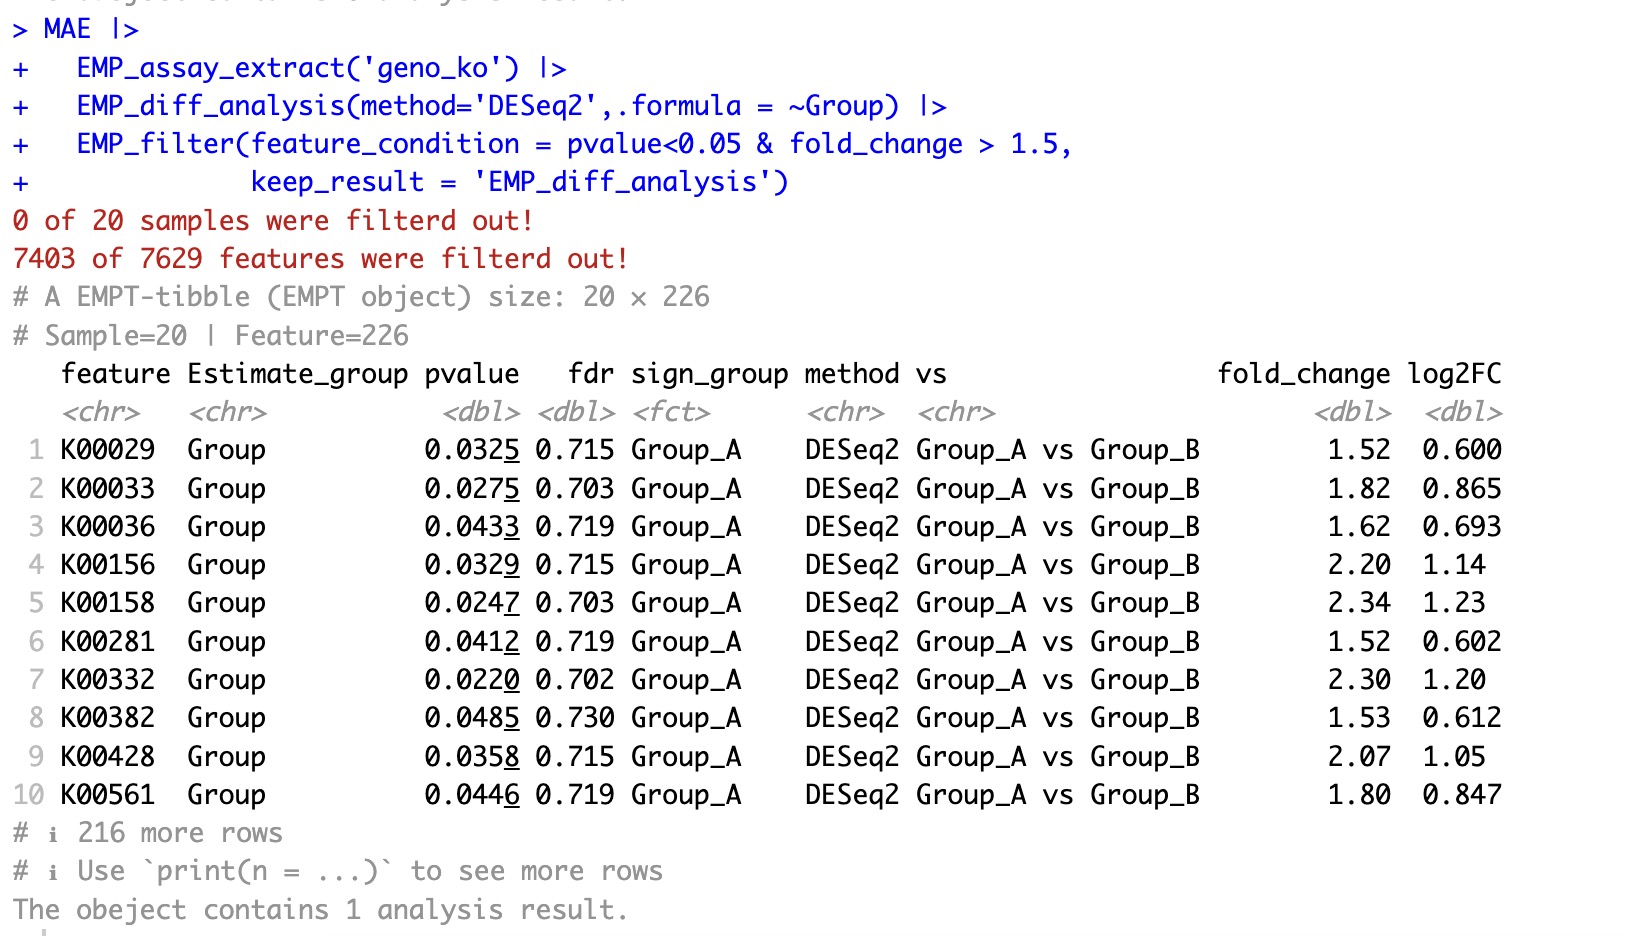 > MAE |>
+   EMP_assay_extract('geno_ko') |>
+   EMP_diff_analysis(method='DESeq2',.formula = ~Group) |>
+   EMP_filter(feature_condition = pvalue<0.05 & fold_change > 1.5,
+              keep_result = 'EMP_diff_analysis')
0 of 20 samples were filterd out!
7403 of 7629 features were filterd out!
# A EMPT-tibble (EMPT object) size: 20 × 226
# Sample=20 | Feature=226
   feature Estimate_group pvalue   fdr sign_group method vs                 fold_change log2FC
   <chr>   <chr>           <dbl> <dbl> <fct>      <chr>  <chr>                    <dbl>  <dbl>
 1 K00029  Group          0.0325 0.715 Group_A    DESeq2 Group_A vs Group_B        1.52  0.600
 2 K00033  Group          0.0275 0.703 Group_A    DESeq2 Group_A vs Group_B        1.82  0.865
 3 K00036  Group          0.0433 0.719 Group_A    DESeq2 Group_A vs Group_B        1.62  0.693
 4 K00156  Group          0.0329 0.715 Group_A    DESeq2 Group_A vs Group_B        2.20  1.14
 5 K00158  Group          0.0247 0.703 Group_A    DESeq2 Group_A vs Group_B        2.34  1.23
 6 K00281  Group          0.0412 0.719 Group_A    DESeq2 Group_A vs Group_B        1.52  0.602
 7 K00332  Group          0.0220 0.702 Group_A    DESeq2 Group_A vs Group_B        2.30  1.20
 8 K00382  Group          0.0485 0.730 Group_A    DESeq2 Group_A vs Group_B        1.53  0.612
 9 K00428  Group          0.0358 0.715 Group_A    DESeq2 Group_A vs Group_B        2.07  1.05
10 K00561  Group          0.0446 0.719 Group_A    DESeq2 Group_A vs Group_B        1.80  0.847
# ℹ 216 more rows
# ℹ Use `print(n = ...)` to see more rows
The obeject contains 1 analysis result.